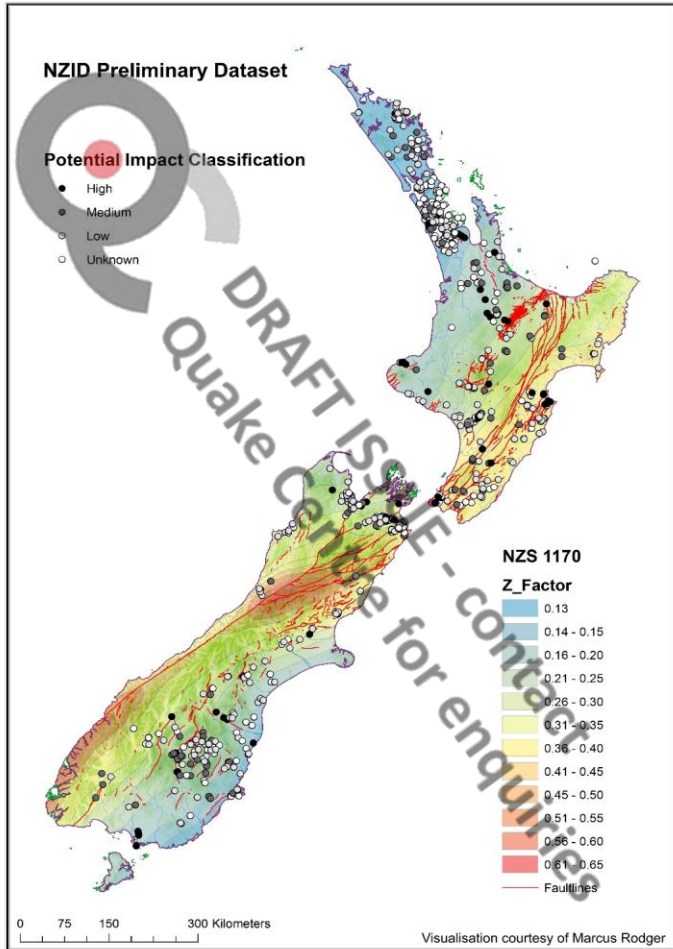 NZID Preliminary Dataset
Potential Impact Classification
High
Medium
Low
Unknown
DRAFT ISSUE - contact
Quake Centre for enquiries
NZS 1170
Z_Factor
0.13
0.14 - 0.15
0.16 - 0.20
0.21 - 0.25
0.26 - 0.30
0.31 - 0.35
0.36 - 0.40
0.41 - 0.45
0.45 - 0.50
0.51 - 0.55
0.56 - 0.60
0.61 - 0.65
Faultlines
0 75 150 300 Kilometers
Visualisation courtesy of Marcus Rodger